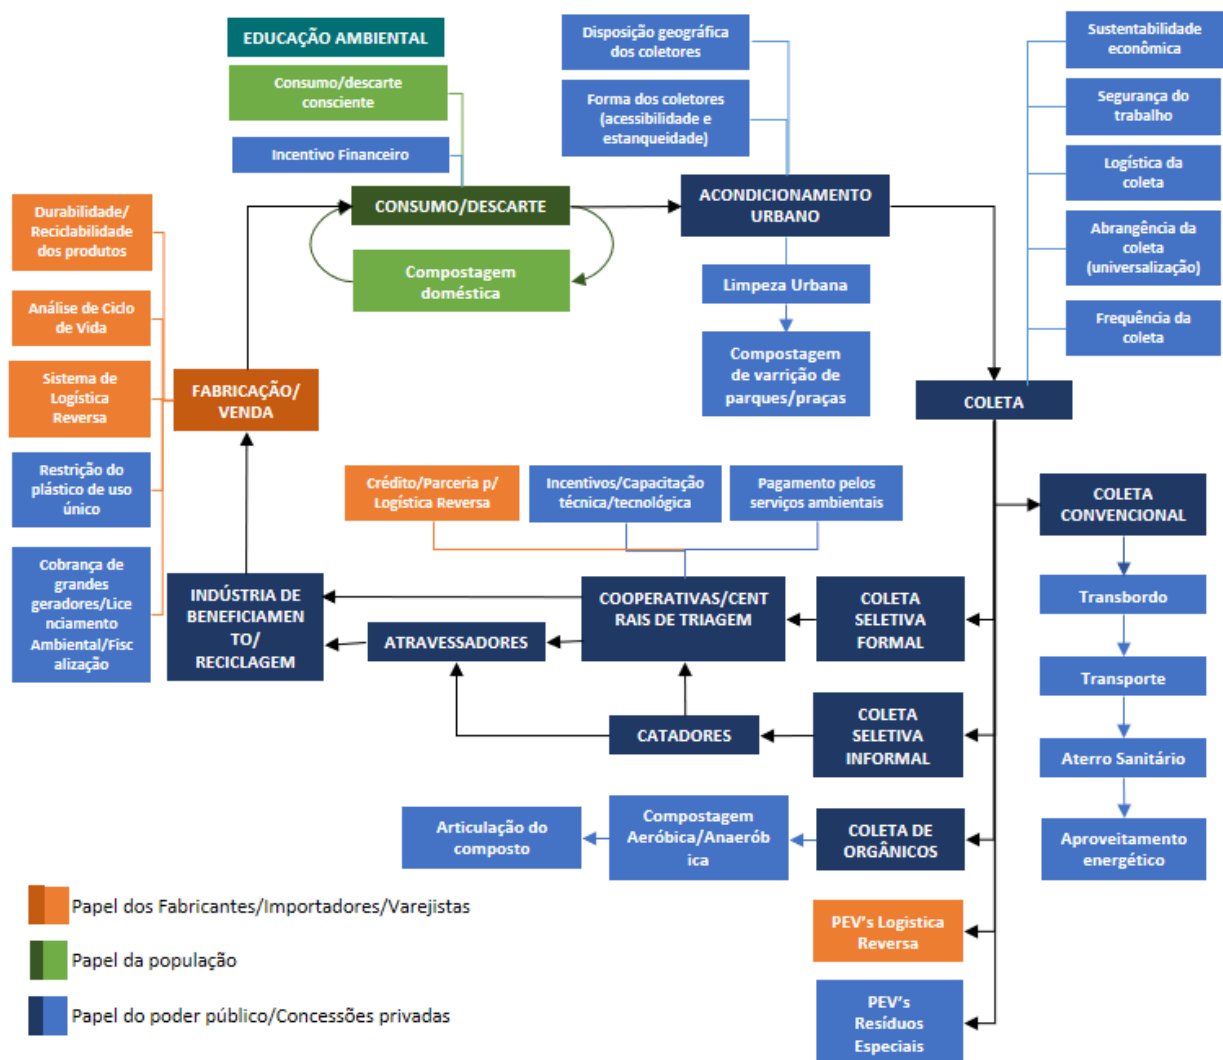 EDUCAÇÃO AMBIENTAL
Consumo/descarte
consciente
Incentivo Financeiro
CONSUMO/DESCARTE
Compostagem
doméstica
Disposição geográfica
dos coletores
Forma dos coletores
(acessibilidade e
estanqueidade)
ACONDICIONAMENTO
URBANO
Limpeza Urbana
Compostagem
de varrição de
parques/praças
Sustentabilidade
econômica
Segurança do
trabalho
Logística da
coleta
Abrangência da
coleta
(universalização)
Frequência da
coleta
COLETA
Durabilidade/
Reciclabilidade
dos produtos
Análise de Ciclo
de Vida
Sistema de
Logística
Reversa
Restrição do
plástico de uso
único
Cobrança de
grandes
geradores/Lice
nciamento
Ambiental/Fisc
alização
FABRICAÇÃO/
VENDA
Crédito/Parceria p/
Logística Reversa
Incentivos/Capacitação
técnica/tecnológica
Pagamento pelos
serviços ambientais
INDÚSTRIA DE
BENEFICIAMEN
TO/
RECICLAGEM
ATRAVESSADORES
COOPERATIVAS/CENT
RAIS DE TRIAGEM
COLETA
SELETIVA
FORMAL
CATADORES
COLETA
SELETIVA
INFORMAL
Articulação do
composto
Compostagem
Aeróbica/Anaerób
ica
COLETA DE
ORGÂNICOS
PEV's Logistica
Reversa
PEV's
Resíduos
Especiais
COLETA
CONVENCIONAL
Transbordo
Transporte
Aterro Sanitário
Aproveitamento
energético
Papel dos Fabricantes/Importadores/Varejistas
Papel da população
Papel do poder público/Concessões privadas